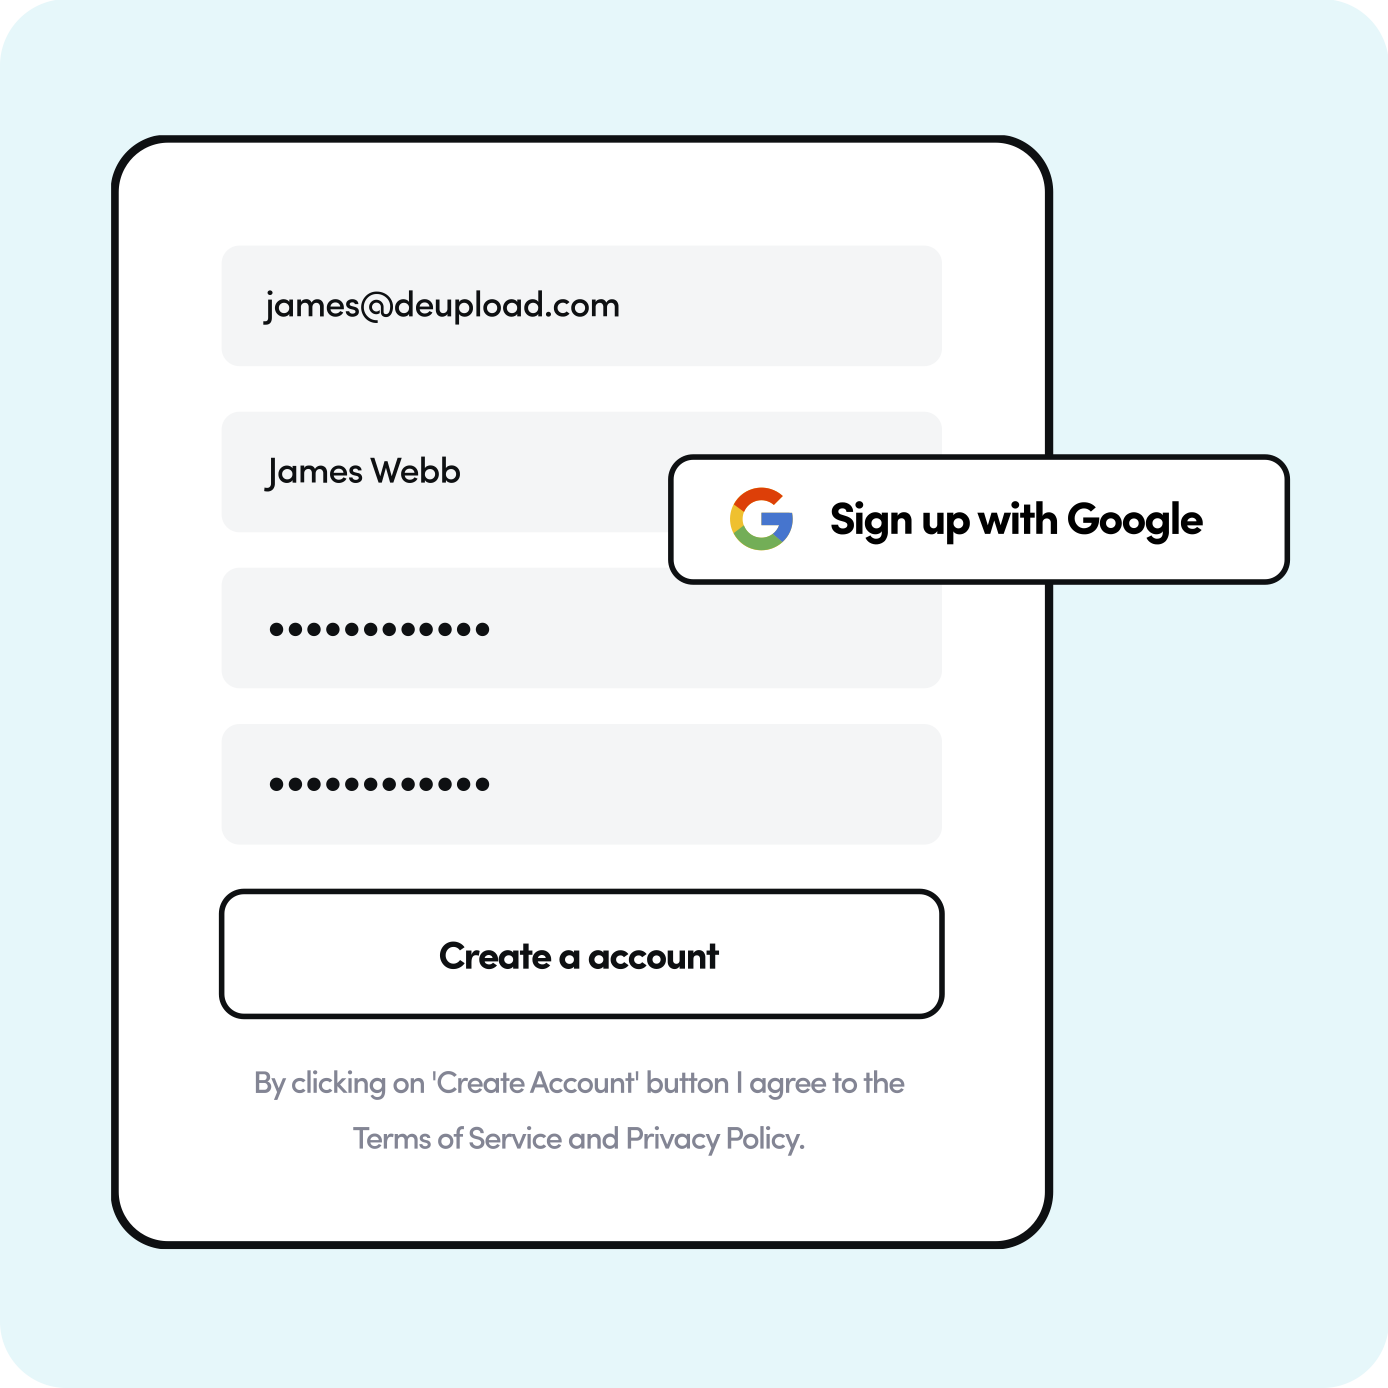 james@deupload.com
James Webb
Sign up with Google
••••••••••••
••••••••••••
Create a account
By clicking on 'Create Account' button I agree to the
Terms of Service and Privacy Policy.